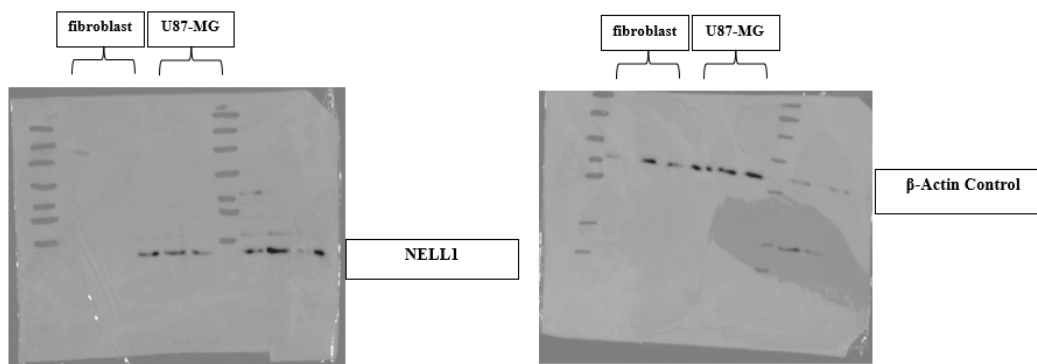 fibroblast
U87-MG
NELL1
fibroblast
U87-MG
β-Actin Control